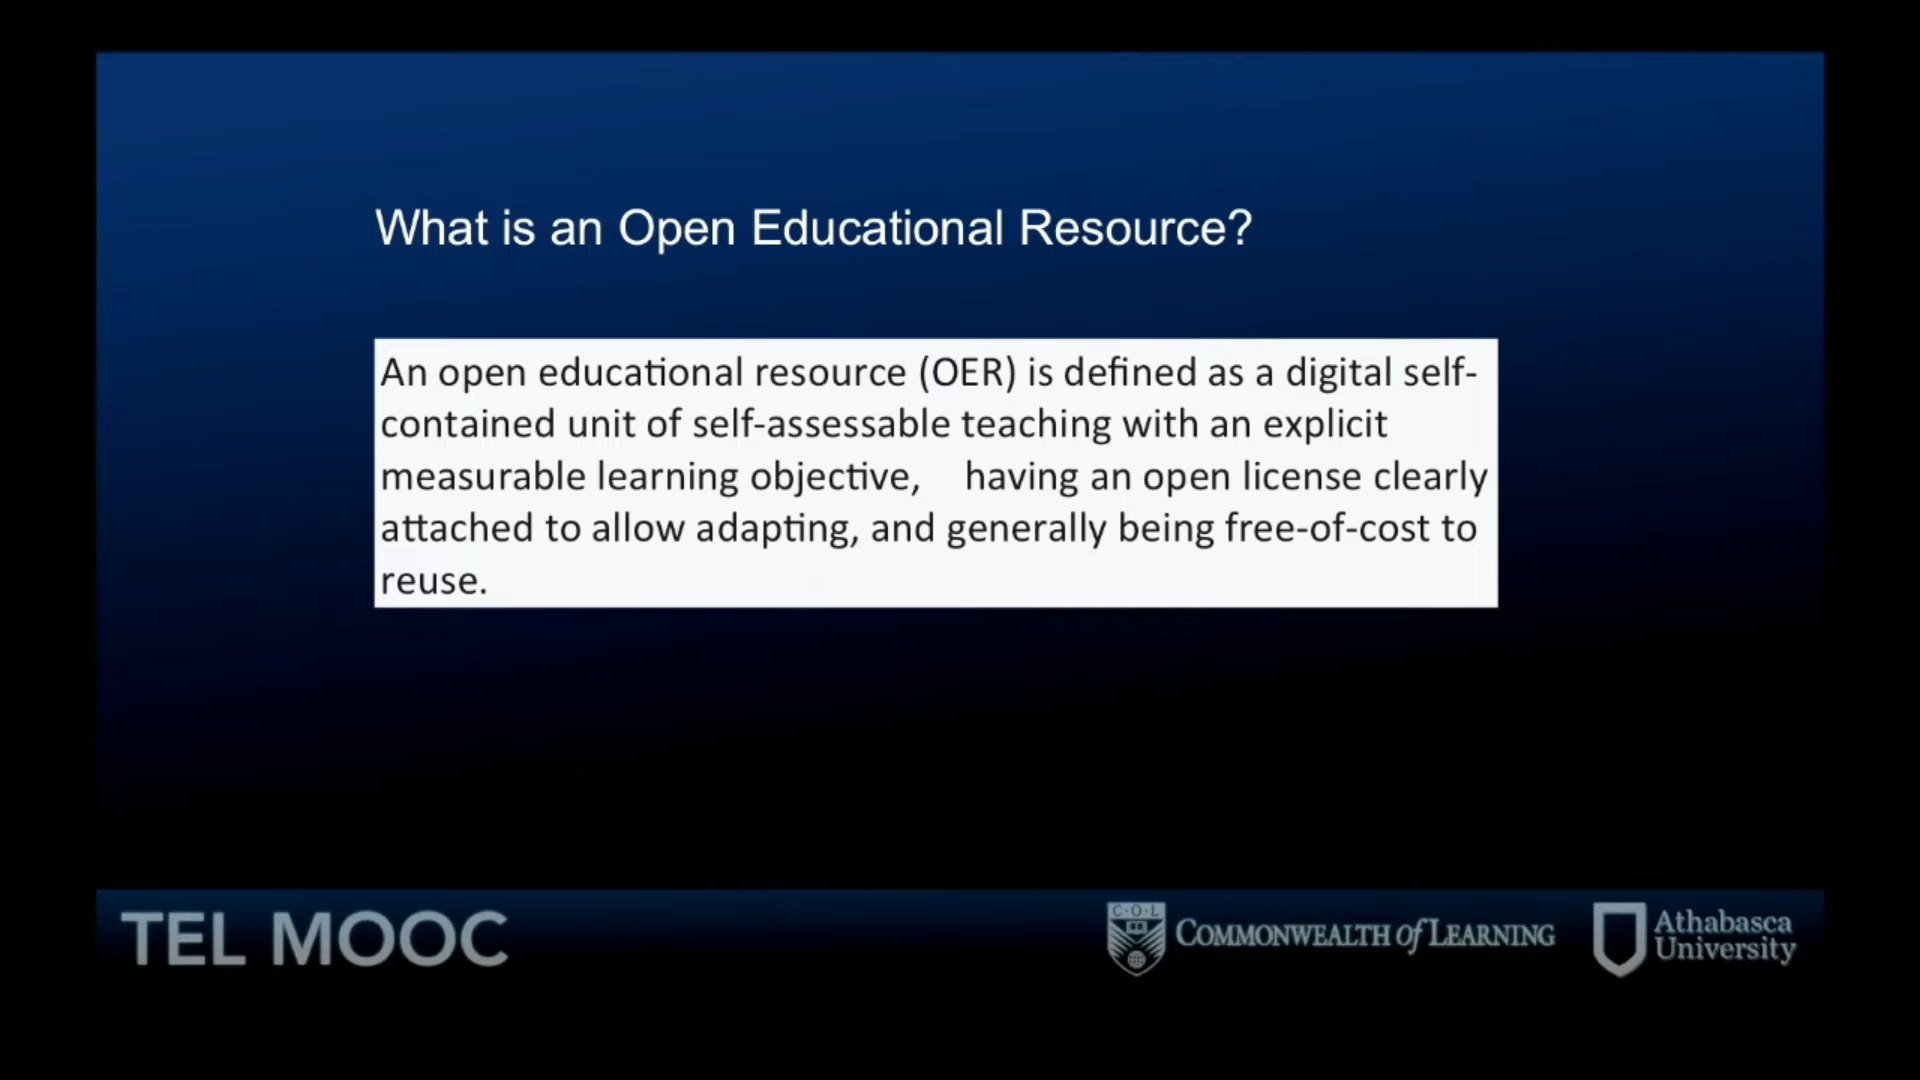 What is an Open Educational Resource?
An open educational resource (OER) is defined as a digital self-
contained unit of self-assessable teaching with an explicit
measurable learning objective, having an open license clearly
attached to allow adapting, and generally being free-of-cost to
reuse.
TEL MOOC
C·O·L
COMMONWEALTH of LEARNING
Athabasca
University